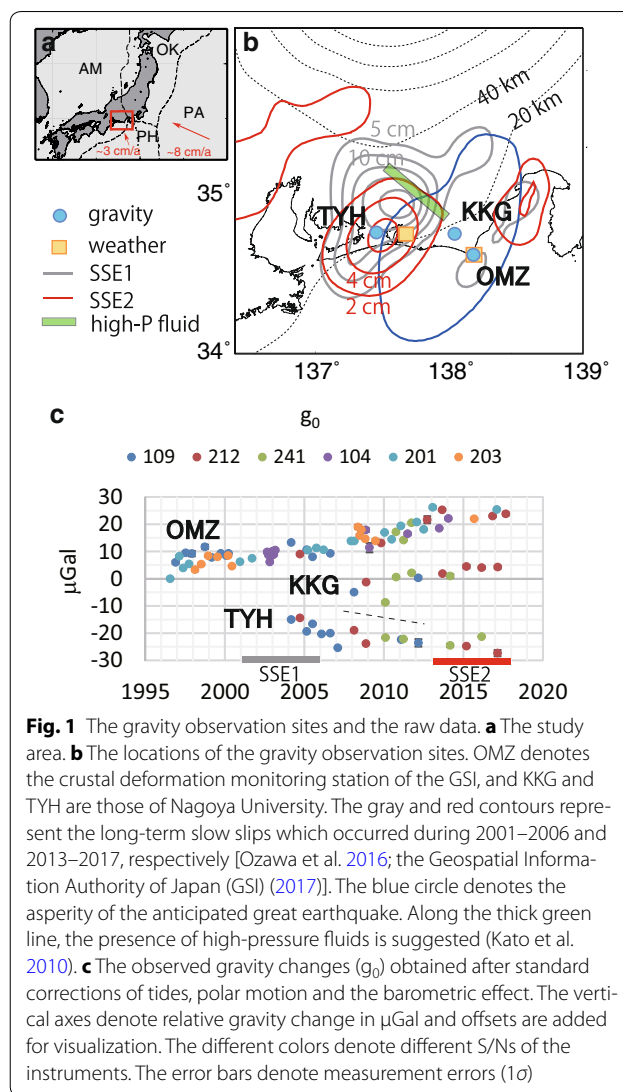 a
OK
AM
PA
PH
~3 cm/a
~8 cm/a
gravity
weather
SSE1
SSE2
high-P fluid
b
40 km
20 km
5 cm
10 cm
35˚
TYH
KKG
OMZ
4 cm
2 cm
34˚
137˚
138˚
139˚
c
g₀
109
212
241
104
201
203
30
20
10
0
-10
-20
-30
µGal
OMZ
KKG
TYH
SSE1
SSE2
1995
2000
2005
2010
2015
2020
Fig. 1 The gravity observation sites and the raw data. a The study
area. b The locations of the gravity observation sites. OMZ denotes
the crustal deformation monitoring station of the GSI, and KKG and
TYH are those of Nagoya University. The gray and red contours repre-
sent the long-term slow slips which occurred during 2001–2006 and
2013–2017, respectively [Ozawa et al. 2016; the Geospatial Informa-
tion Authority of Japan (GSI) (2017)]. The blue circle denotes the
asperity of the anticipated great earthquake. Along the thick green
line, the presence of high-pressure fluids is suggested (Kato et al.
2010). c The observed gravity changes (g₀) obtained after standard
corrections of tides, polar motion and the barometric effect. The verti-
cal axes denote relative gravity change in µGal and offsets are added
for visualization. The different colors denote different S/Ns of the
instruments. The error bars denote measurement errors (1σ)